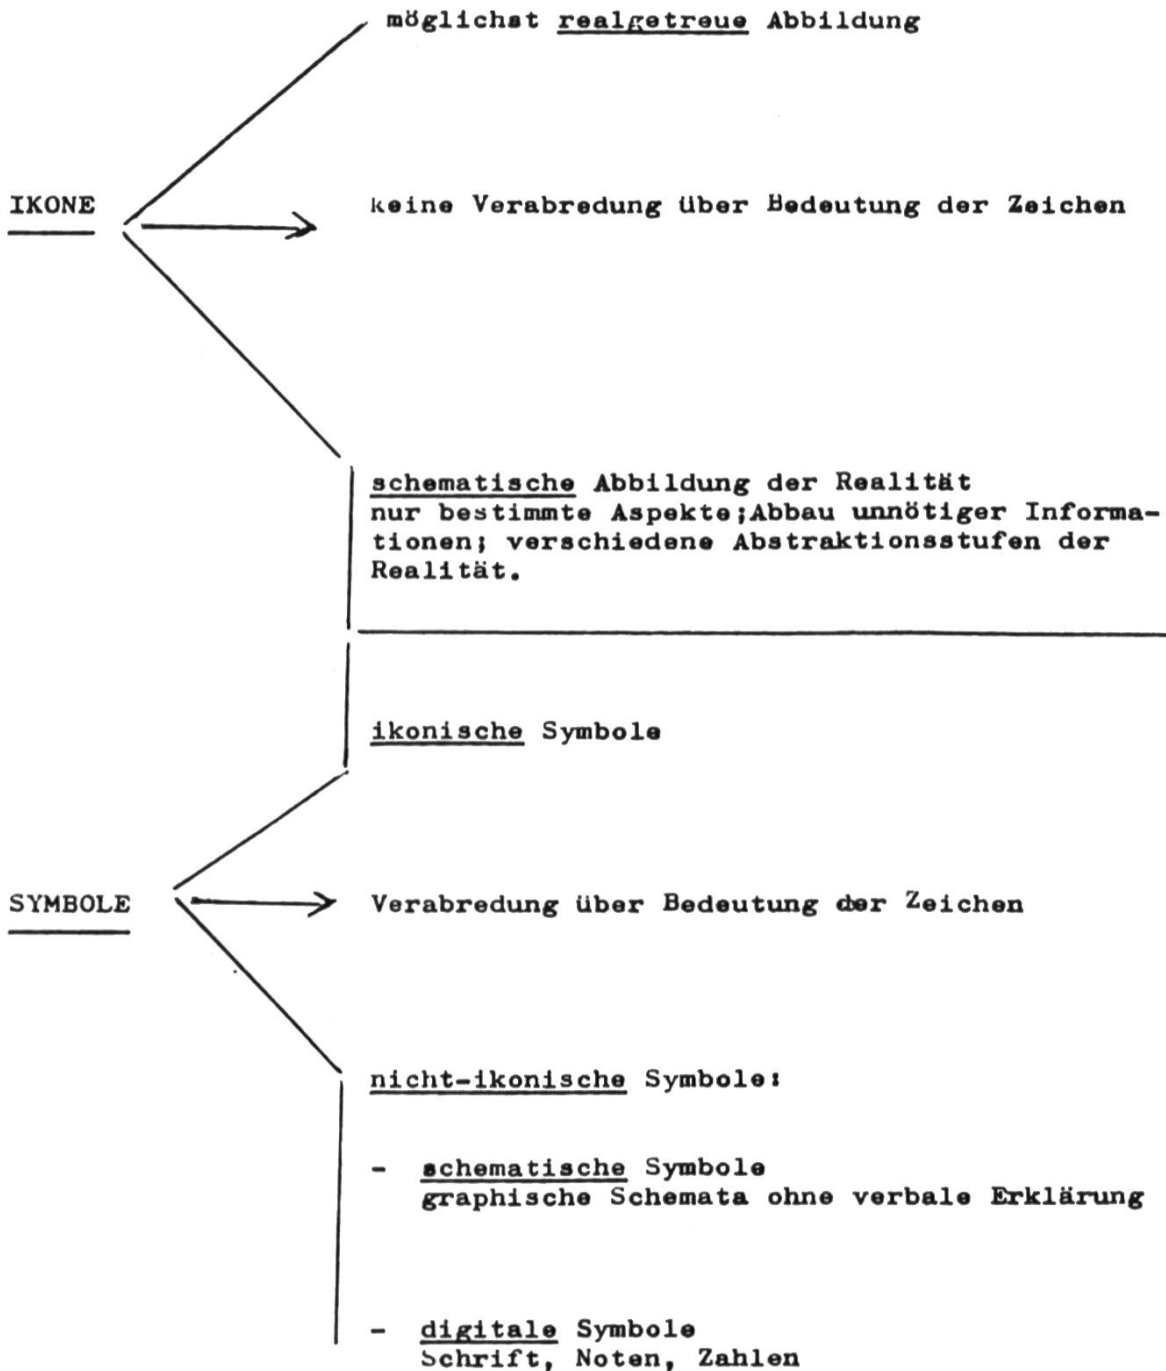 möglichst realgetreue Abbildung
IKONE
keine Verabredung über Bedeutung der Zeichen
schematische Abbildung der Realität
nur bestimmte Aspekte;Abbau unnötiger Informa-
tionen; verschiedene Abstraktionsstufen der
Realität.
ikonische Symbole
SYMBOLE
Verabredung über Bedeutung der Zeichen
nicht-ikonische Symbole:
- schematische Symbole
graphische Schemata ohne verbale Erklärung
- digitale Symbole
Schrift, Noten, Zahlen